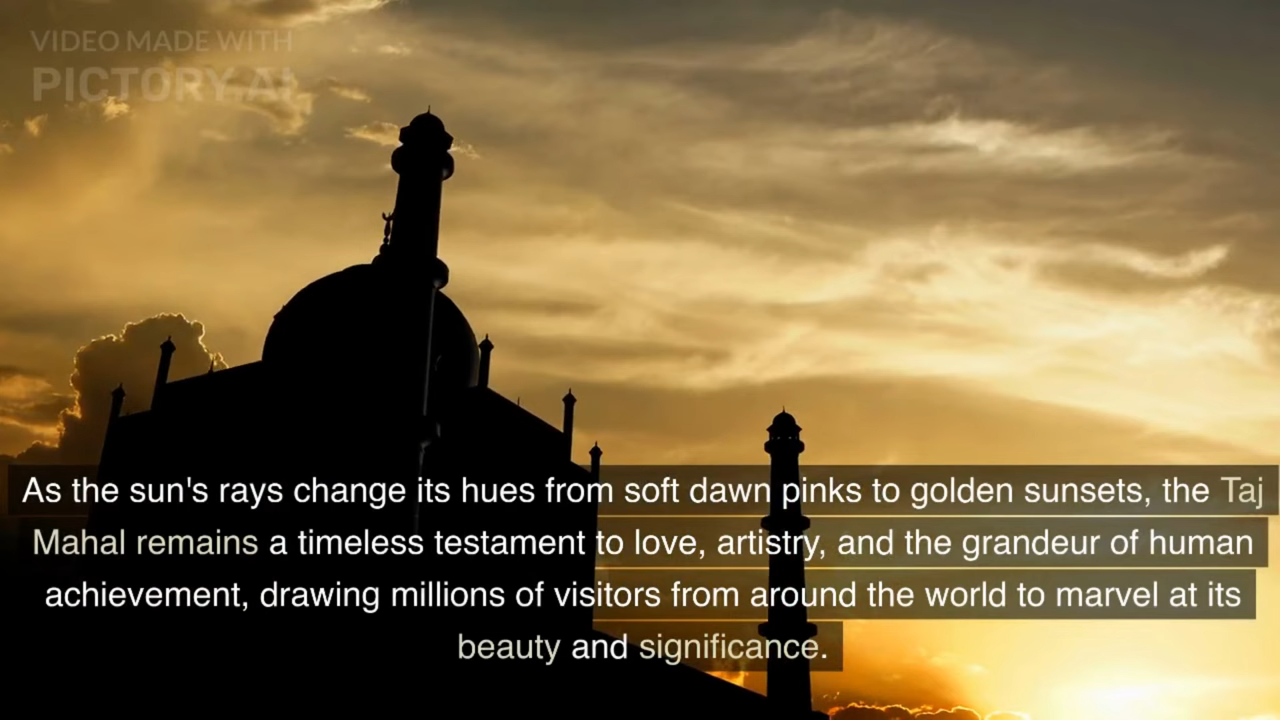 VIDEO MADE WITH
PICTORY.AI
As the sun's rays change its hues from soft dawn pinks to golden sunsets, the Taj
Mahal remains a timeless testament to love, artistry, and the grandeur of human
achievement, drawing millions of visitors from around the world to marvel at its
beauty and significance.